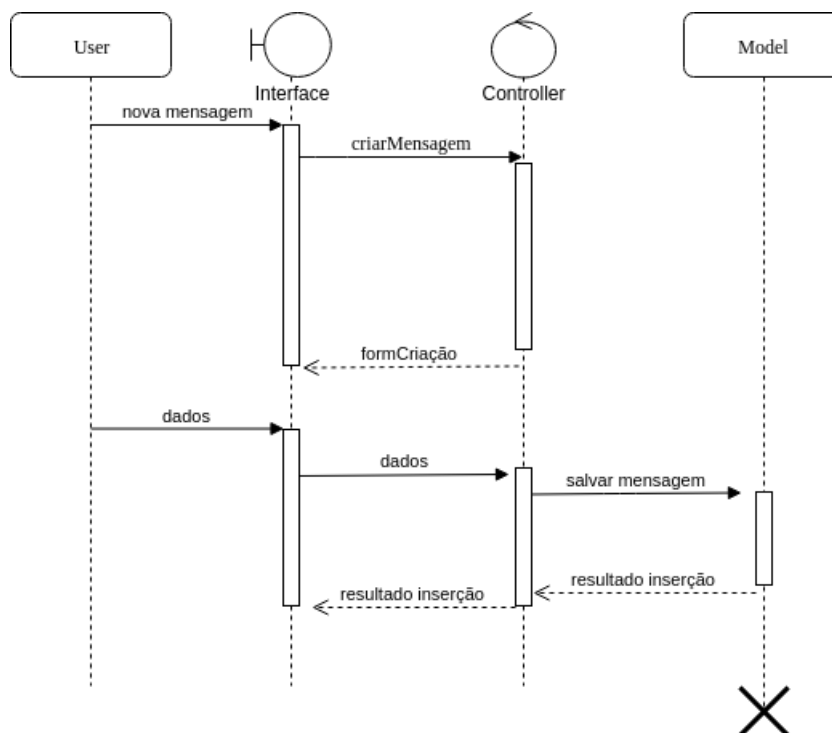 User
Interface
Controller
Model
nova mensagem
criarMensagem
formCriação
dados
dados
salvar mensagem
resultado inserção
resultado inserção